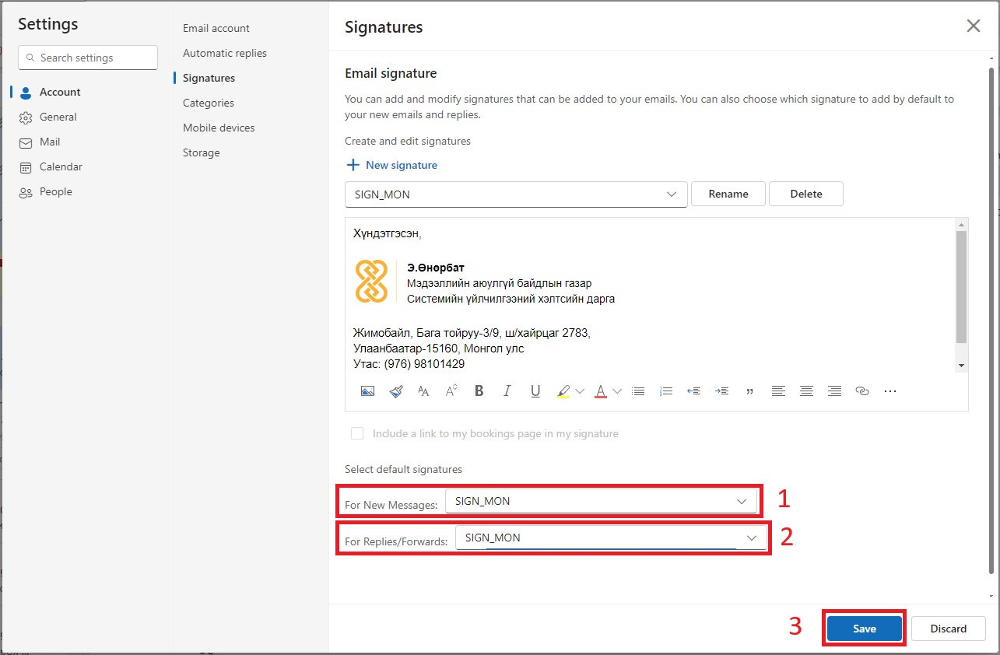 Settings
Search settings
Account
General
Mail
Calendar
People
Email account
Automatic replies
Signatures
Categories
Mobile devices
Storage
Signatures
Email signature
You can add and modify signatures that can be added to your emails. You can also choose which signature to add by default to
your new emails and replies.
Create and edit signatures
New signature
SIGN_MON
Rename
Delete
Хүндэтгэсэн,
Э.Өнөрбат
Мэдээллийн аюулгүй байдлын газар
Системийн үйлчилгээний хэлтсийн дарга
Жимобайл, Бага тойруу-3/9, ш/хайрцаг 2783,
Улаанбаатар-15160, Монгол улс
Утас: (976) 98101429
Include a link to my bookings page in my signature
Select default signatures
For New Messages: SIGN_MON 1
For Replies/Forwards: SIGN_MON 2
3 Save Discard